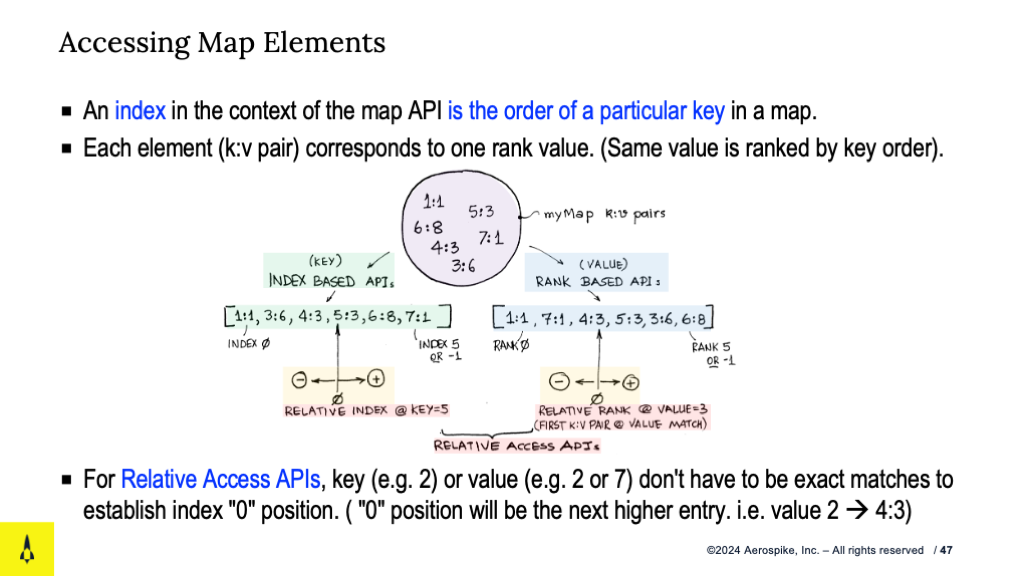 Accessing Map Elements
▪ An index in the context of the map API is the order of a particular key in a map.
▪ Each element (k:v pair) corresponds to one rank value. (Same value is ranked by key order).
1:1
5:3
6:8
7:1
4:3
3:6
myMap k:v pairs
(KEY)
INDEX BASED APIs
(VALUE)
RANK BASED APIs
[1:1, 3:6, 4:3, 5:3, 6:8, 7:1]
[1:1, 7:1, 4:3, 5:3, 3:6, 6:8]
INDEX Ø
INDEX 5
OR -1
RANK Ø
RANK 5
OR -1
- +
Ø
RELATIVE INDEX @ KEY=5
- +
Ø
RELATIVE RANK @ VALUE=3
(FIRST K:V PAIR @ VALUE MATCH)
RELATIVE ACCESS APIs
▪ For Relative Access APIs, key (e.g. 2) or value (e.g. 2 or 7) don't have to be exact matches to
establish index "0" position. ( "0" position will be the next higher entry. i.e. value 2 → 4:3)
©2024 Aerospike, Inc. – All rights reserved / 47